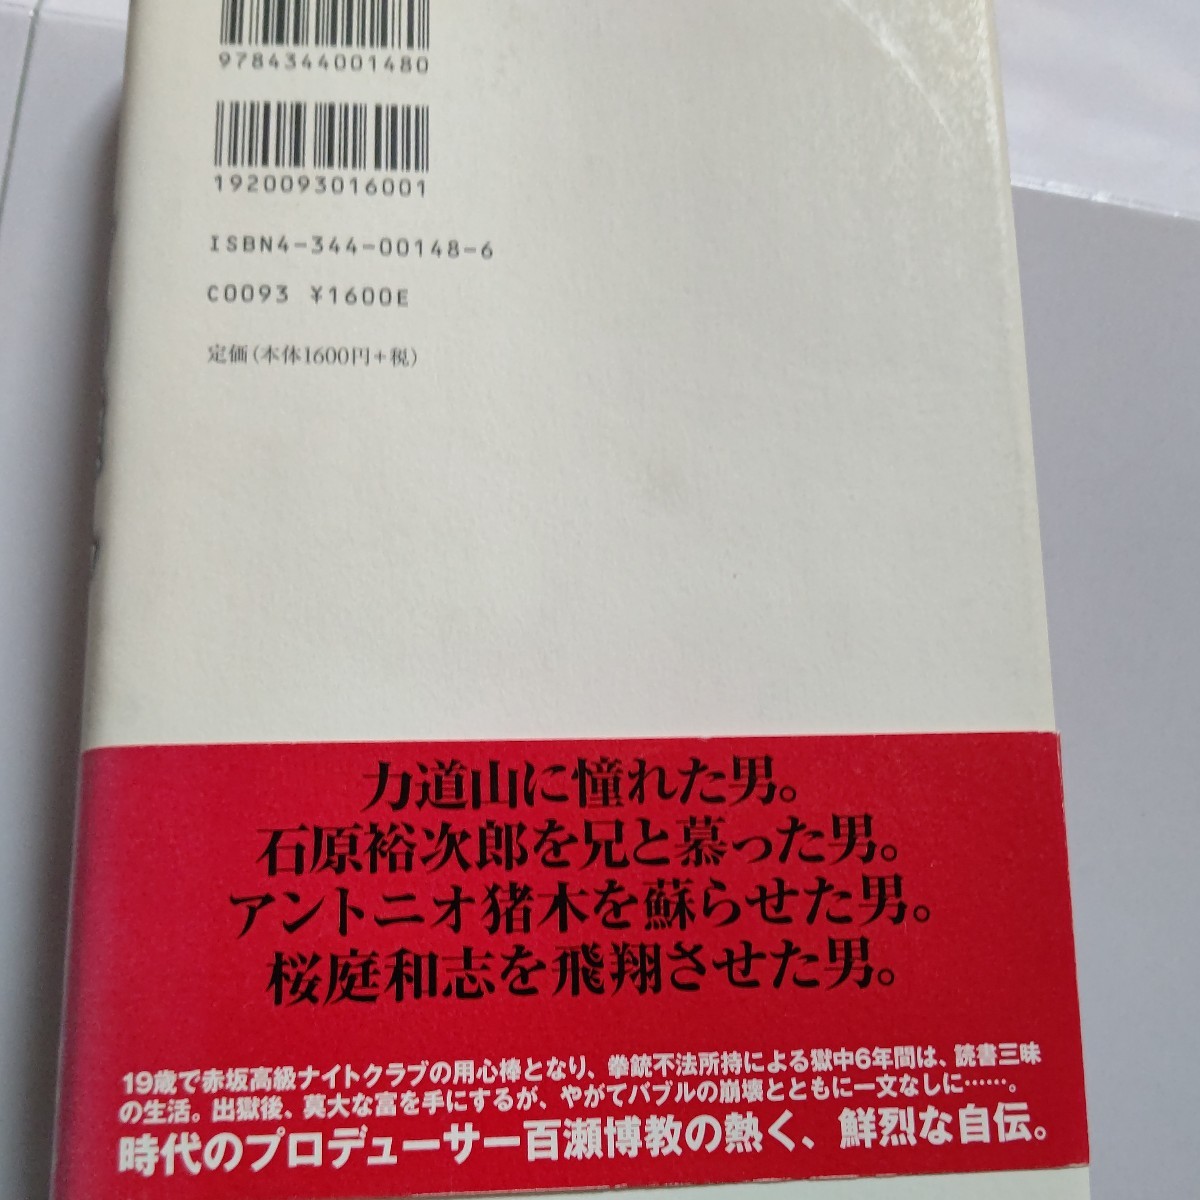 9784344001480
1920093016001
ISBN4-344-00148-6
C0093 ¥1600E
定価(本体1600円+税)
力道山に憧れた男。
石原裕次郎を兄と慕った男。
アントニオ猪木を蘇らせた男。
桜庭和志を飛翔させた男。
19歳で赤坂高級ナイトクラブの用心棒となり、拳銃不法所持による獄中6年間は、読書三昧
の生活。出獄後、莫大な富を手にするが、やがてバブルの崩壊とともに一文なしに……。
時代のプロデューサー百瀬博教の熱く、鮮烈な自伝。